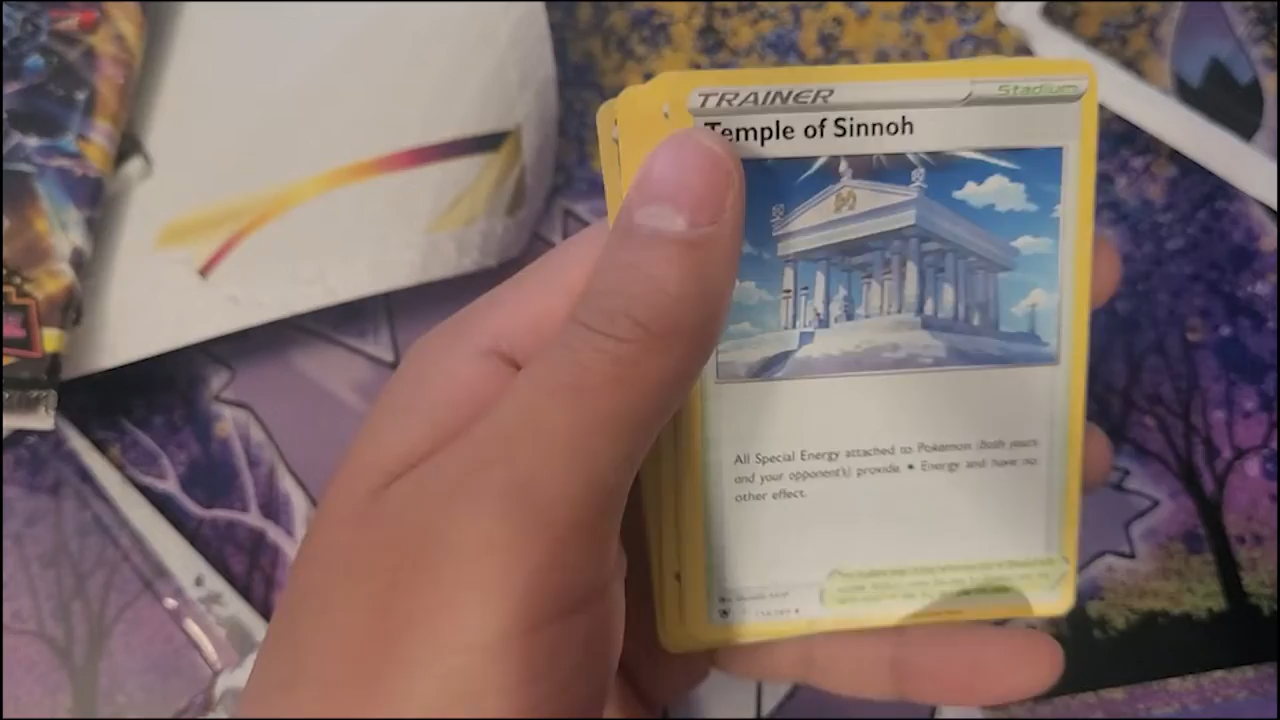 TRAINER
Stadium
Temple of Sinnoh
All Special Energy attached to Pokémon (both yours
and your opponent's) provide Energy and have no
other effect.